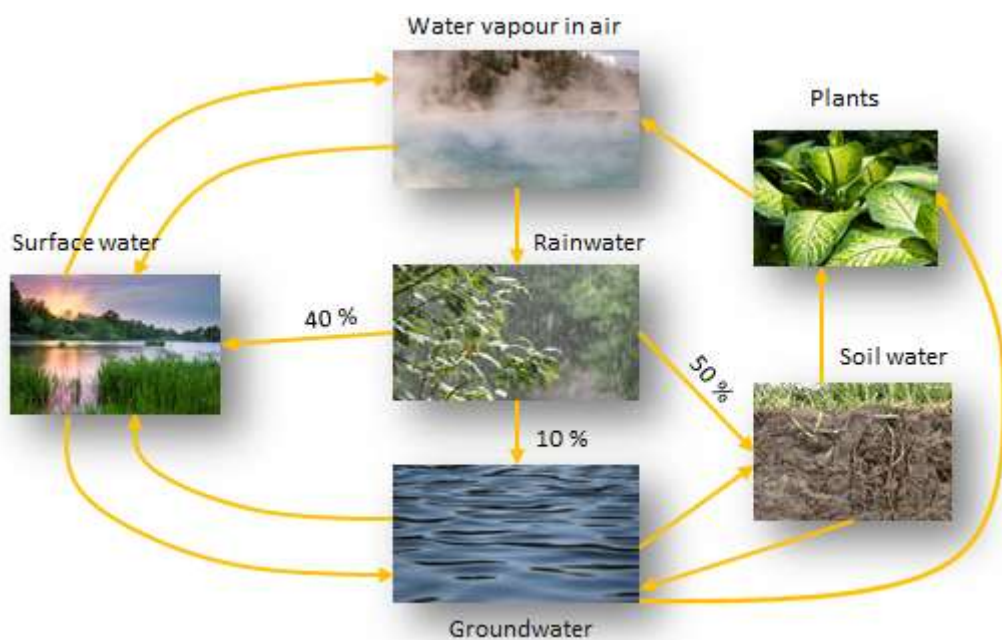 Water vapour in air
Plants
Surface water
Rainwater
40 %
50 %
Soil water
10 %
Groundwater